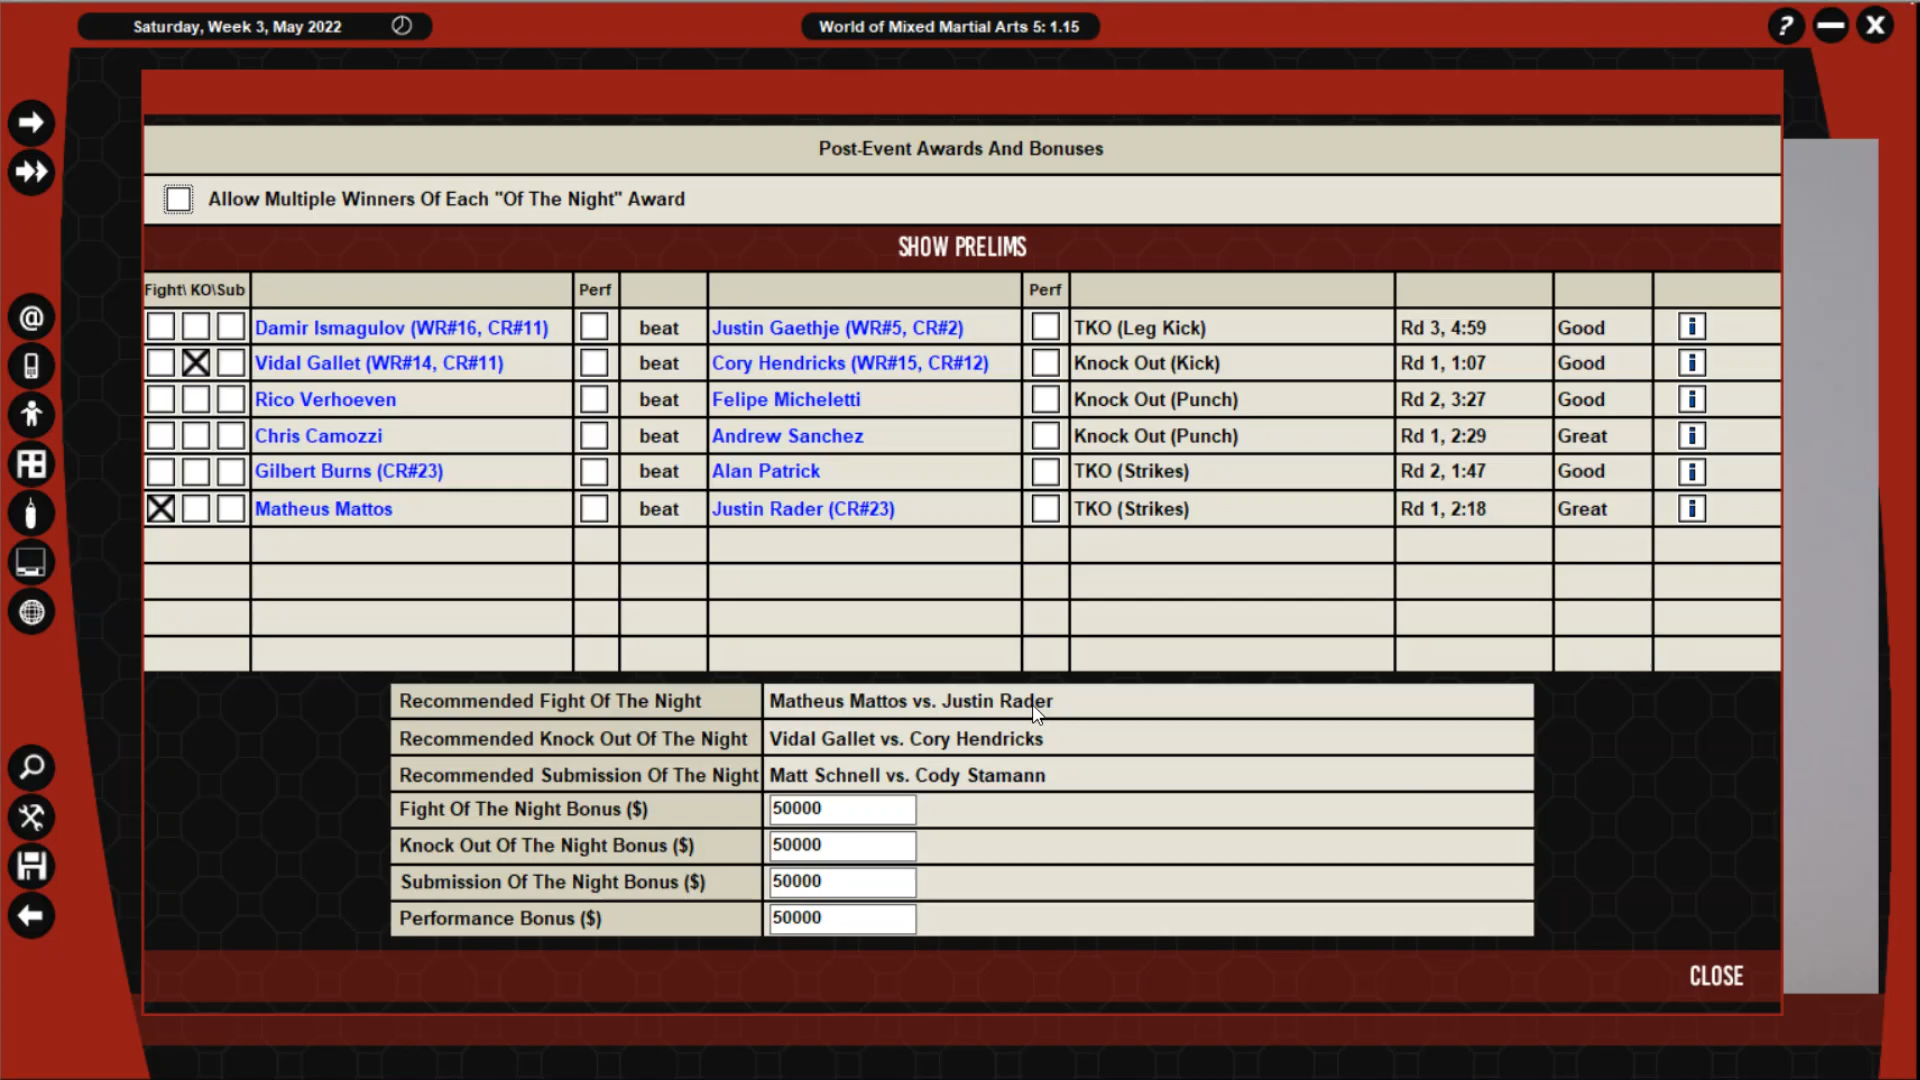 Saturday, Week 3, May 2022
World of Mixed Martial Arts 5: 1.15
?
X
Post-Event Awards And Bonuses
Allow Multiple Winners Of Each "Of The Night" Award
SHOW PRELIMS
Fight\ KO\Sub Perf Perf
Damir Ismagulov (WR#16, CR#11) beat Justin Gaethje (WR#5, CR#2) TKO (Leg Kick) Rd 3, 4:59 Good i
Vidal Gallet (WR#14, CR#11) beat Cory Hendricks (WR#15, CR#12) Knock Out (Kick) Rd 1, 1:07 Good i
Rico Verhoeven beat Felipe Micheletti Knock Out (Punch) Rd 2, 3:27 Good i
Chris Camozzi beat Andrew Sanchez Knock Out (Punch) Rd 1, 2:29 Great i
Gilbert Burns (CR#23) beat Alan Patrick TKO (Strikes) Rd 2, 1:47 Good i
Matheus Mattos beat Justin Rader (CR#23) TKO (Strikes) Rd 1, 2:18 Great i
Recommended Fight Of The Night Matheus Mattos vs. Justin Rader
Recommended Knock Out Of The Night Vidal Gallet vs. Cory Hendricks
Recommended Submission Of The Night Matt Schnell vs. Cody Stamann
Fight Of The Night Bonus ($) 50000
Knock Out Of The Night Bonus ($) 50000
Submission Of The Night Bonus ($) 50000
Performance Bonus ($) 50000
CLOSE